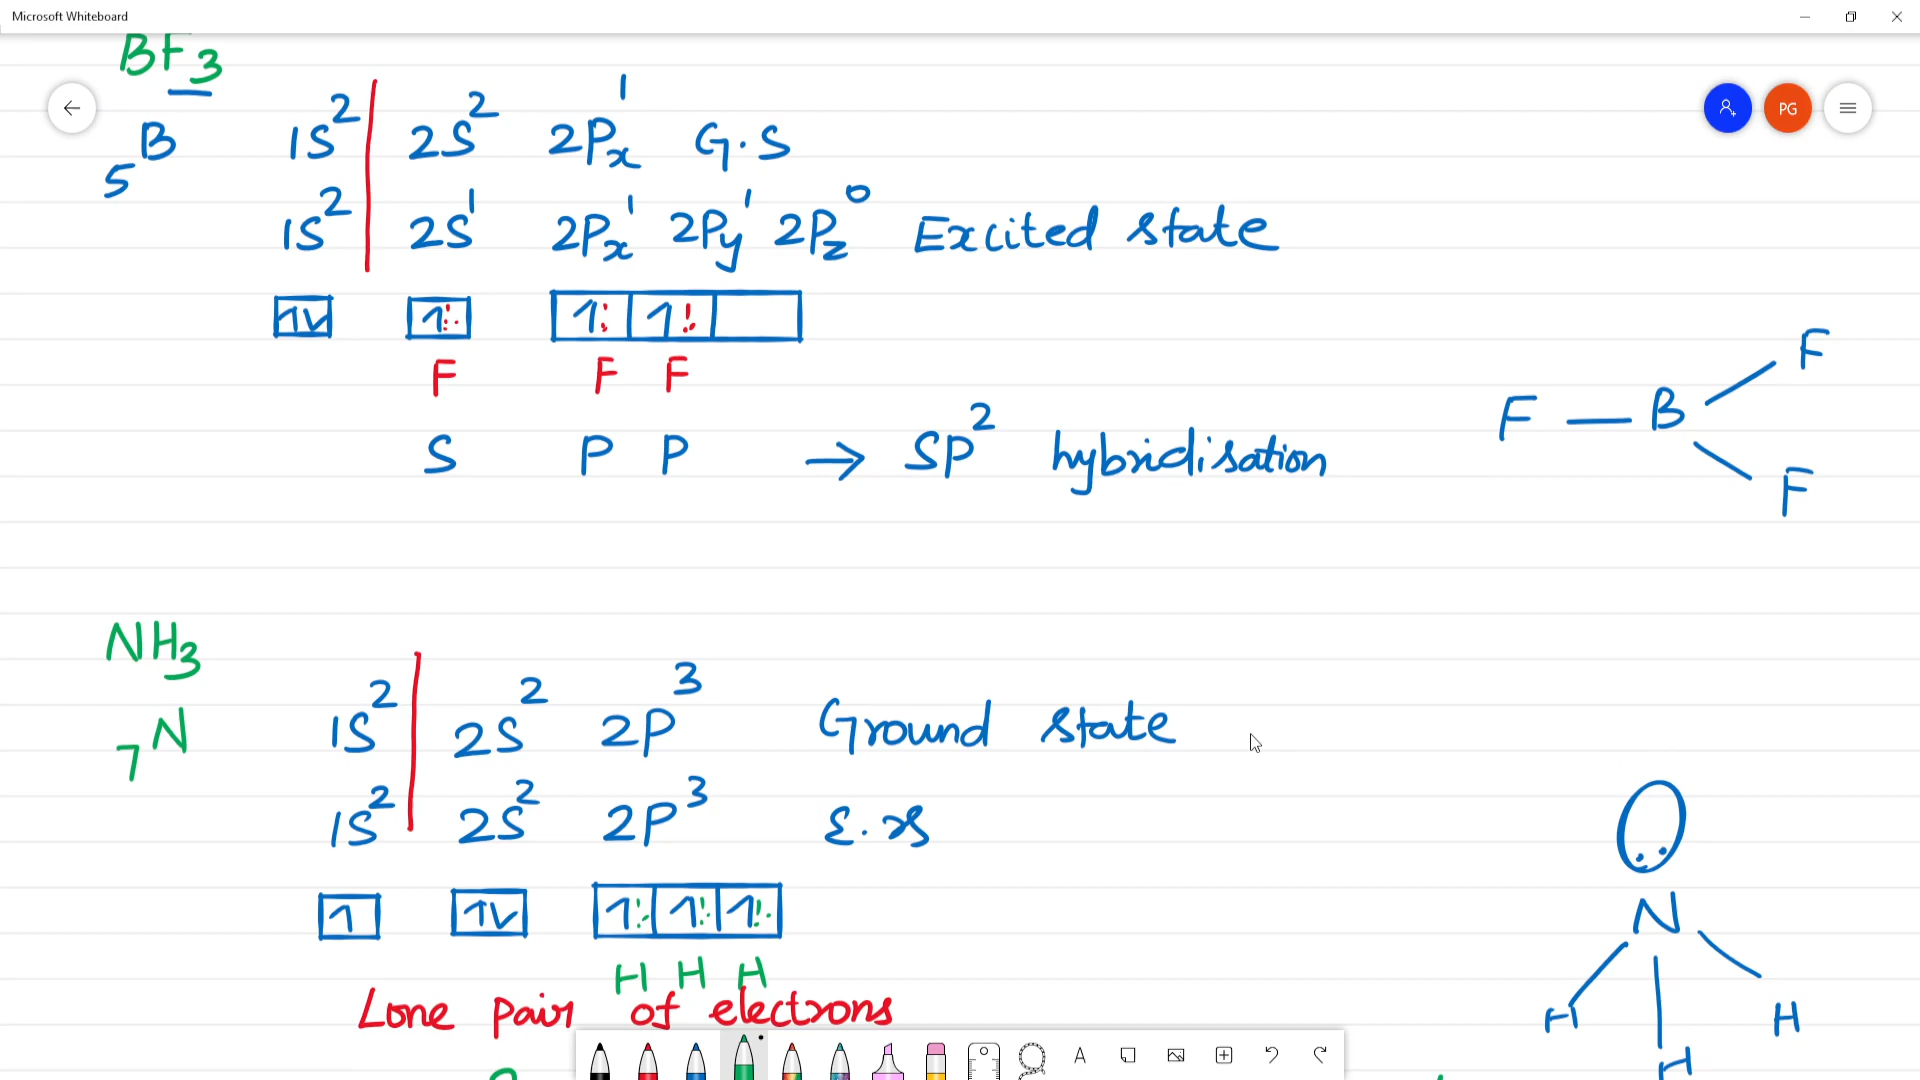 Microsoft Whiteboard
BF3
5B 1S² 2S² 2Px¹ G.S
PG
1S² 2S¹ 2Px¹ 2Py¹ 2Pz⁰ Excited state
F F F
S P P → SP² hybridisation
F — B
F
F
NH3
7N 1S² 2S² 2P³ Ground state
1S² 2S² 2P³ E.S
N
H H H
Lone pair of electrons
H H
H
A